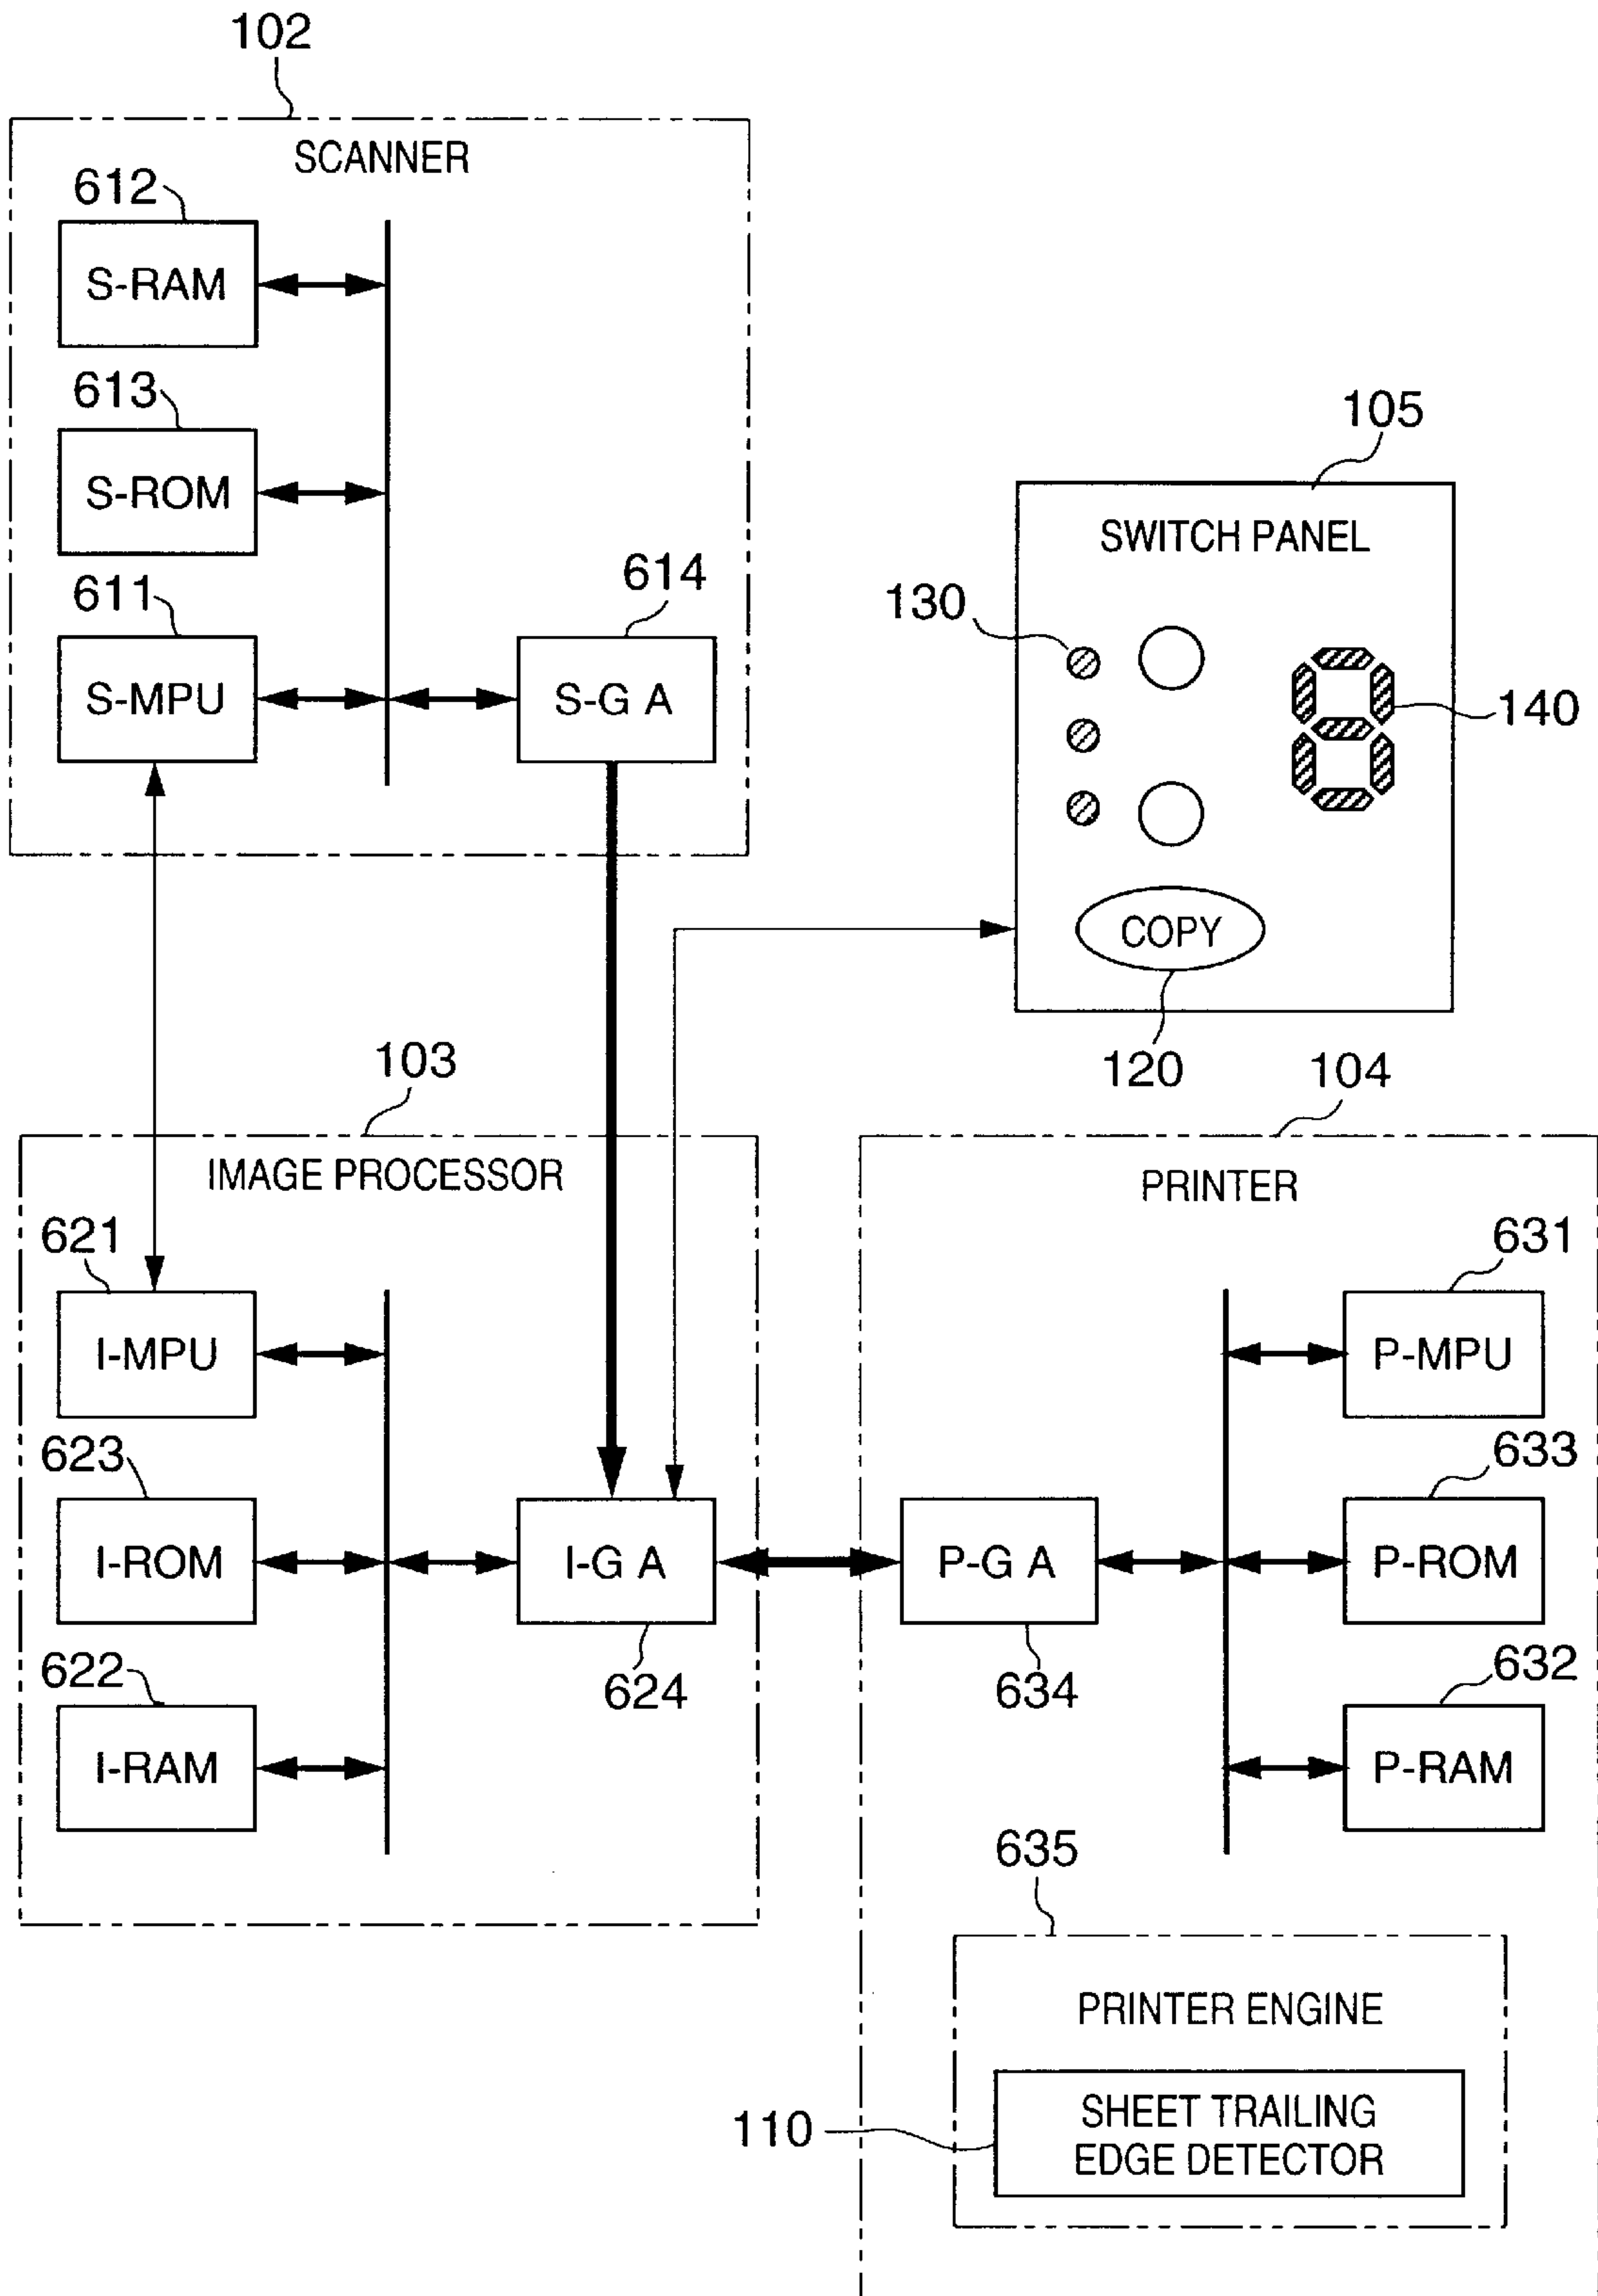 102
SCANNER
612
S-RAM
613
S-ROM
611
S-MPU
614
S-G A
105
SWITCH PANEL
130
140
COPY
120
103
IMAGE PROCESSOR
621
I-MPU
623
I-ROM
622
I-RAM
I-G A
624
104
PRINTER
631
P-MPU
633
P-ROM
632
P-RAM
P-G A
634
635
PRINTER ENGINE
110
SHEET TRAILING
EDGE DETECTOR